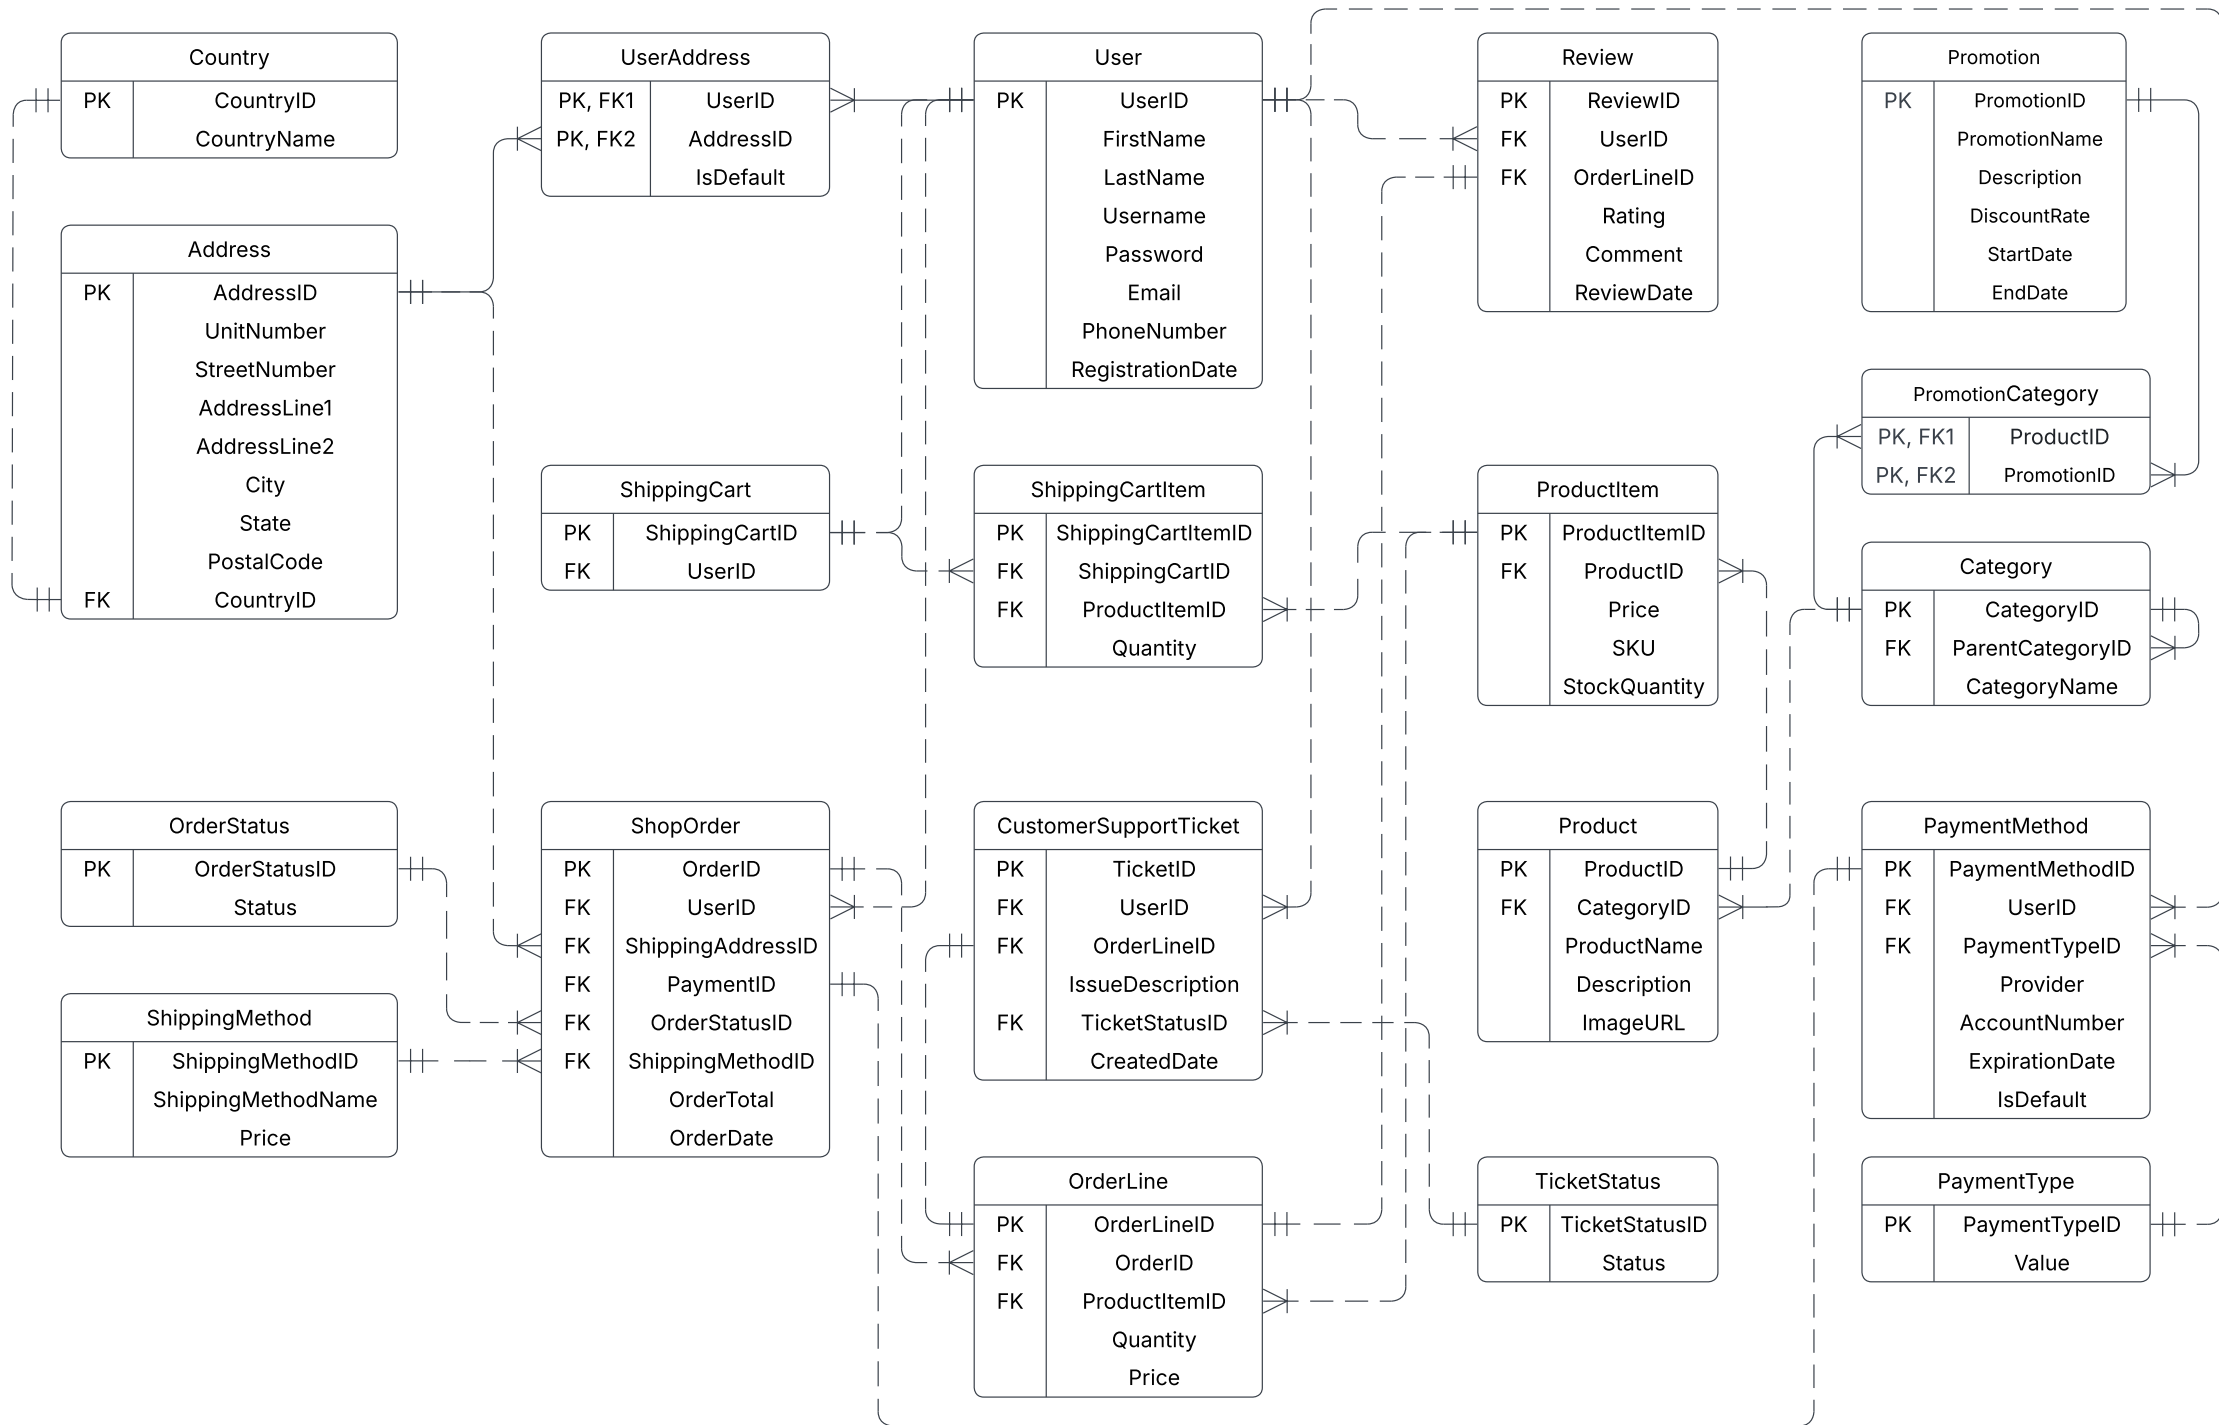 Country
PK CountryID
CountryName
UserAddress
PK, FK1 UserID
PK, FK2 AddressID
IsDefault
User
PK UserID
FirstName
LastName
Username
Password
Email
PhoneNumber
RegistrationDate
Review
PK ReviewID
FK UserID
FK OrderLineID
Rating
Comment
ReviewDate
Promotion
PK PromotionID
PromotionName
Description
DiscountRate
StartDate
EndDate
Address
PK AddressID
UnitNumber
StreetNumber
AddressLine1
AddressLine2
City
State
PostalCode
FK CountryID
PromotionCategory
PK, FK1 ProductID
PK, FK2 PromotionID
ShippingCart
PK ShippingCartID
FK UserID
ShippingCartItem
PK ShippingCartItemID
FK ShippingCartID
FK ProductItemID
Quantity
ProductItem
PK ProductItemID
FK ProductID
Price
SKU
StockQuantity
Category
PK CategoryID
FK ParentCategoryID
CategoryName
OrderStatus
PK OrderStatusID
Status
ShopOrder
PK OrderID
FK UserID
FK ShippingAddressID
FK PaymentID
FK OrderStatusID
FK ShippingMethodID
OrderTotal
OrderDate
CustomerSupportTicket
PK TicketID
FK UserID
FK OrderLineID
IssueDescription
FK TicketStatusID
CreatedDate
Product
PK ProductID
FK CategoryID
ProductName
Description
ImageURL
PaymentMethod
PK PaymentMethodID
FK UserID
FK PaymentTypeID
Provider
AccountNumber
ExpirationDate
IsDefault
ShippingMethod
PK ShippingMethodID
ShippingMethodName
Price
OrderLine
PK OrderLineID
FK OrderID
FK ProductItemID
Quantity
Price
TicketStatus
PK TicketStatusID
Status
PaymentType
PK PaymentTypeID
Value